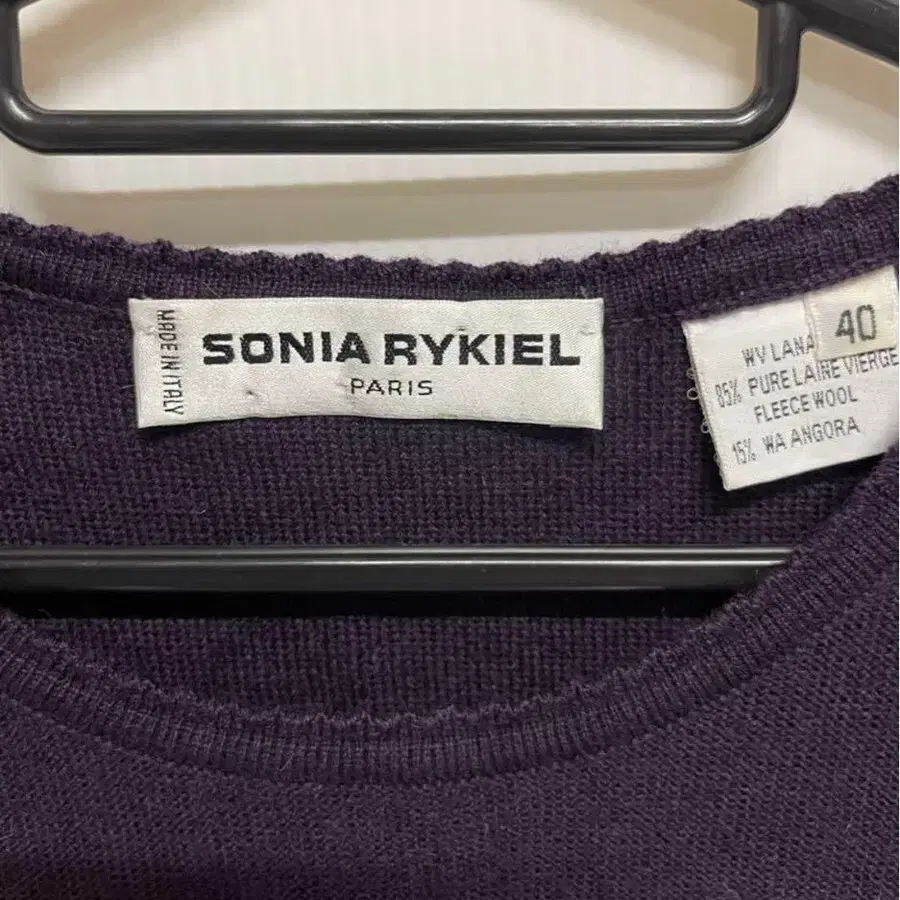 MADE IN ITALY
SONIA RYKIEL
PARIS
40
WV LANA
85% PURE LAINE VIERGE
FLEECE WOOL
15% WA ANGORA